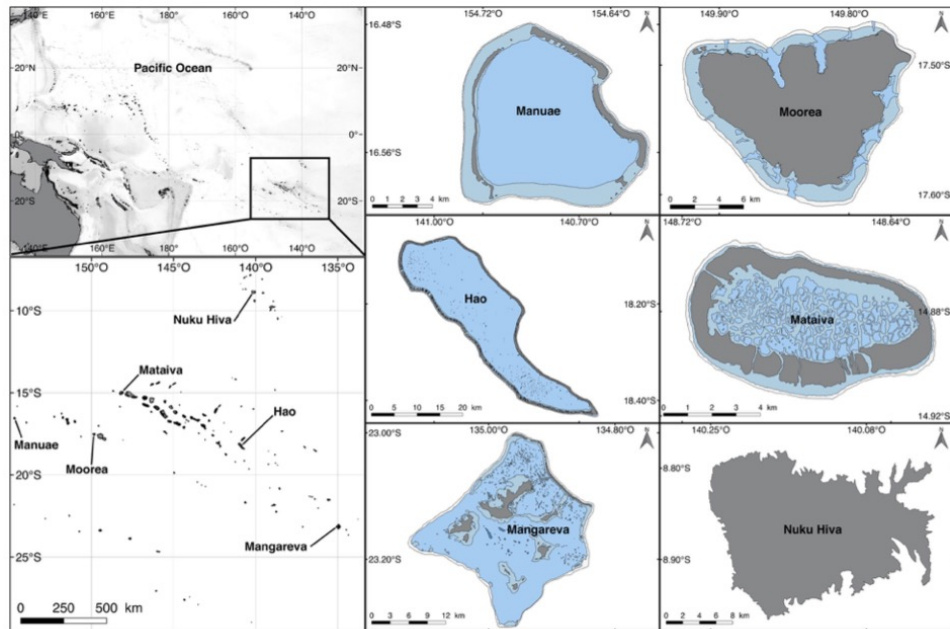 160°E 180° 160°W 140°W
Pacific Ocean
20°N 20°N
0° 0°
20°S 20°S
140°E 160°E 180° 160°W 140°W
150°W 145°W 140°W 135°W
10°S
Nuku Hiva
Mataiva
15°S
Hao
Manuae
Moorea
20°S
Mangareva
25°S
0 250 500 km
16.48°S 154.72°W 154.64°W
Manuae
16.56°S
0 1 2 3 4 km
149.90°W 149.80°W
17.50°S
Moorea
17.60°S
0 2 4 6 km
141.00°W 140.70°W
Hao
18.20°S
18.40°S
0 5 10 15 20 km
148.72°W 148.64°W
14.88°S
Mataiva
14.92°S
0 1 2 3 4 km
23.00°S 135.00°W 134.80°W
Mangareva
23.20°S
0 3 6 9 12 km
140.25°W 140.08°W
8.80°S
Nuku Hiva
8.90°S
0 2 4 6 8 km